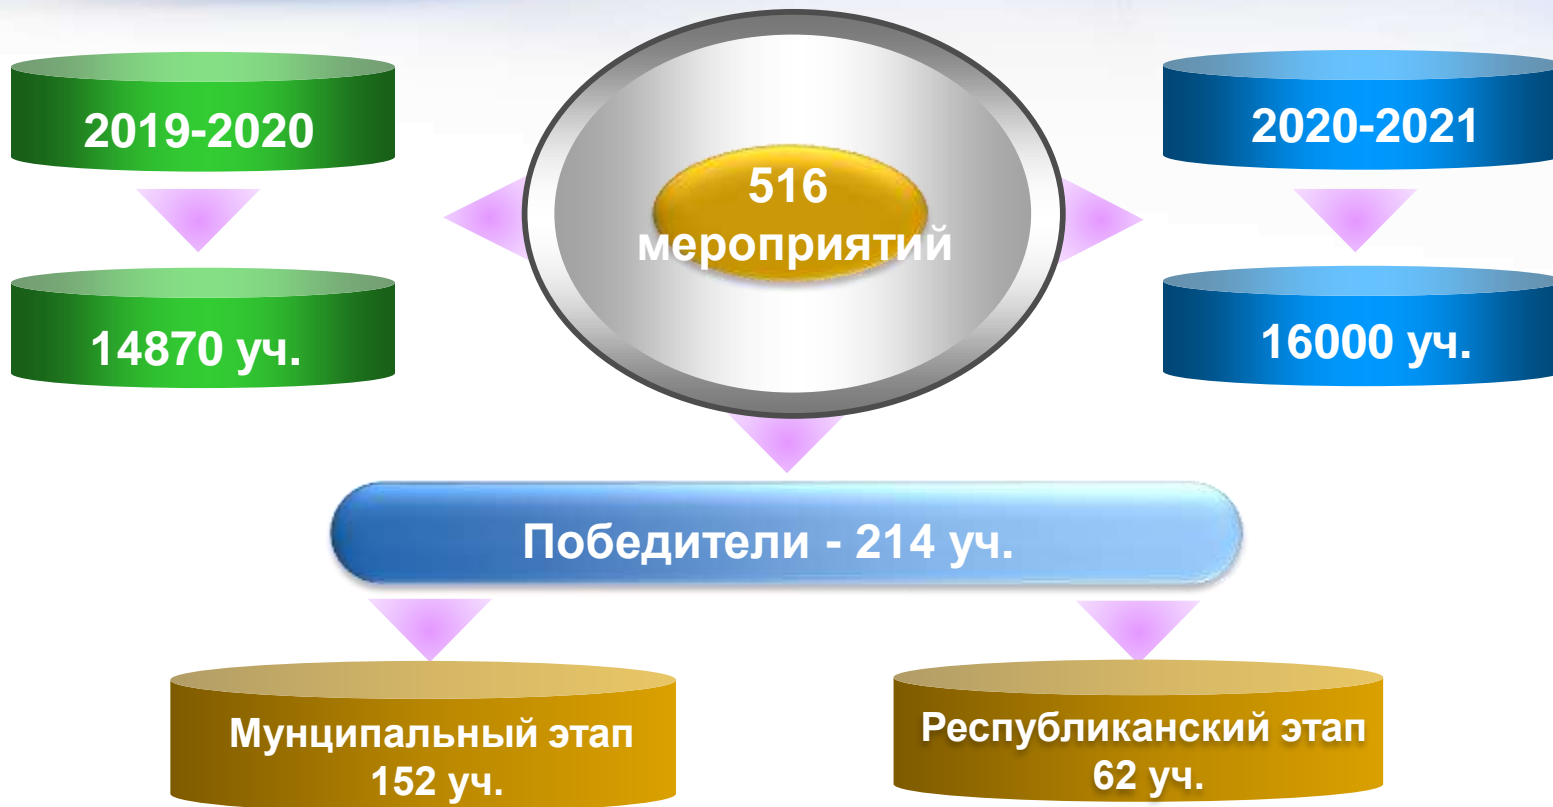 2019-2020
516
мероприятий
2020-2021
14870 уч.
16000 уч.
Победители - 214 уч.
Мунципальный этап
152 уч.
Республиканский этап
62 уч.